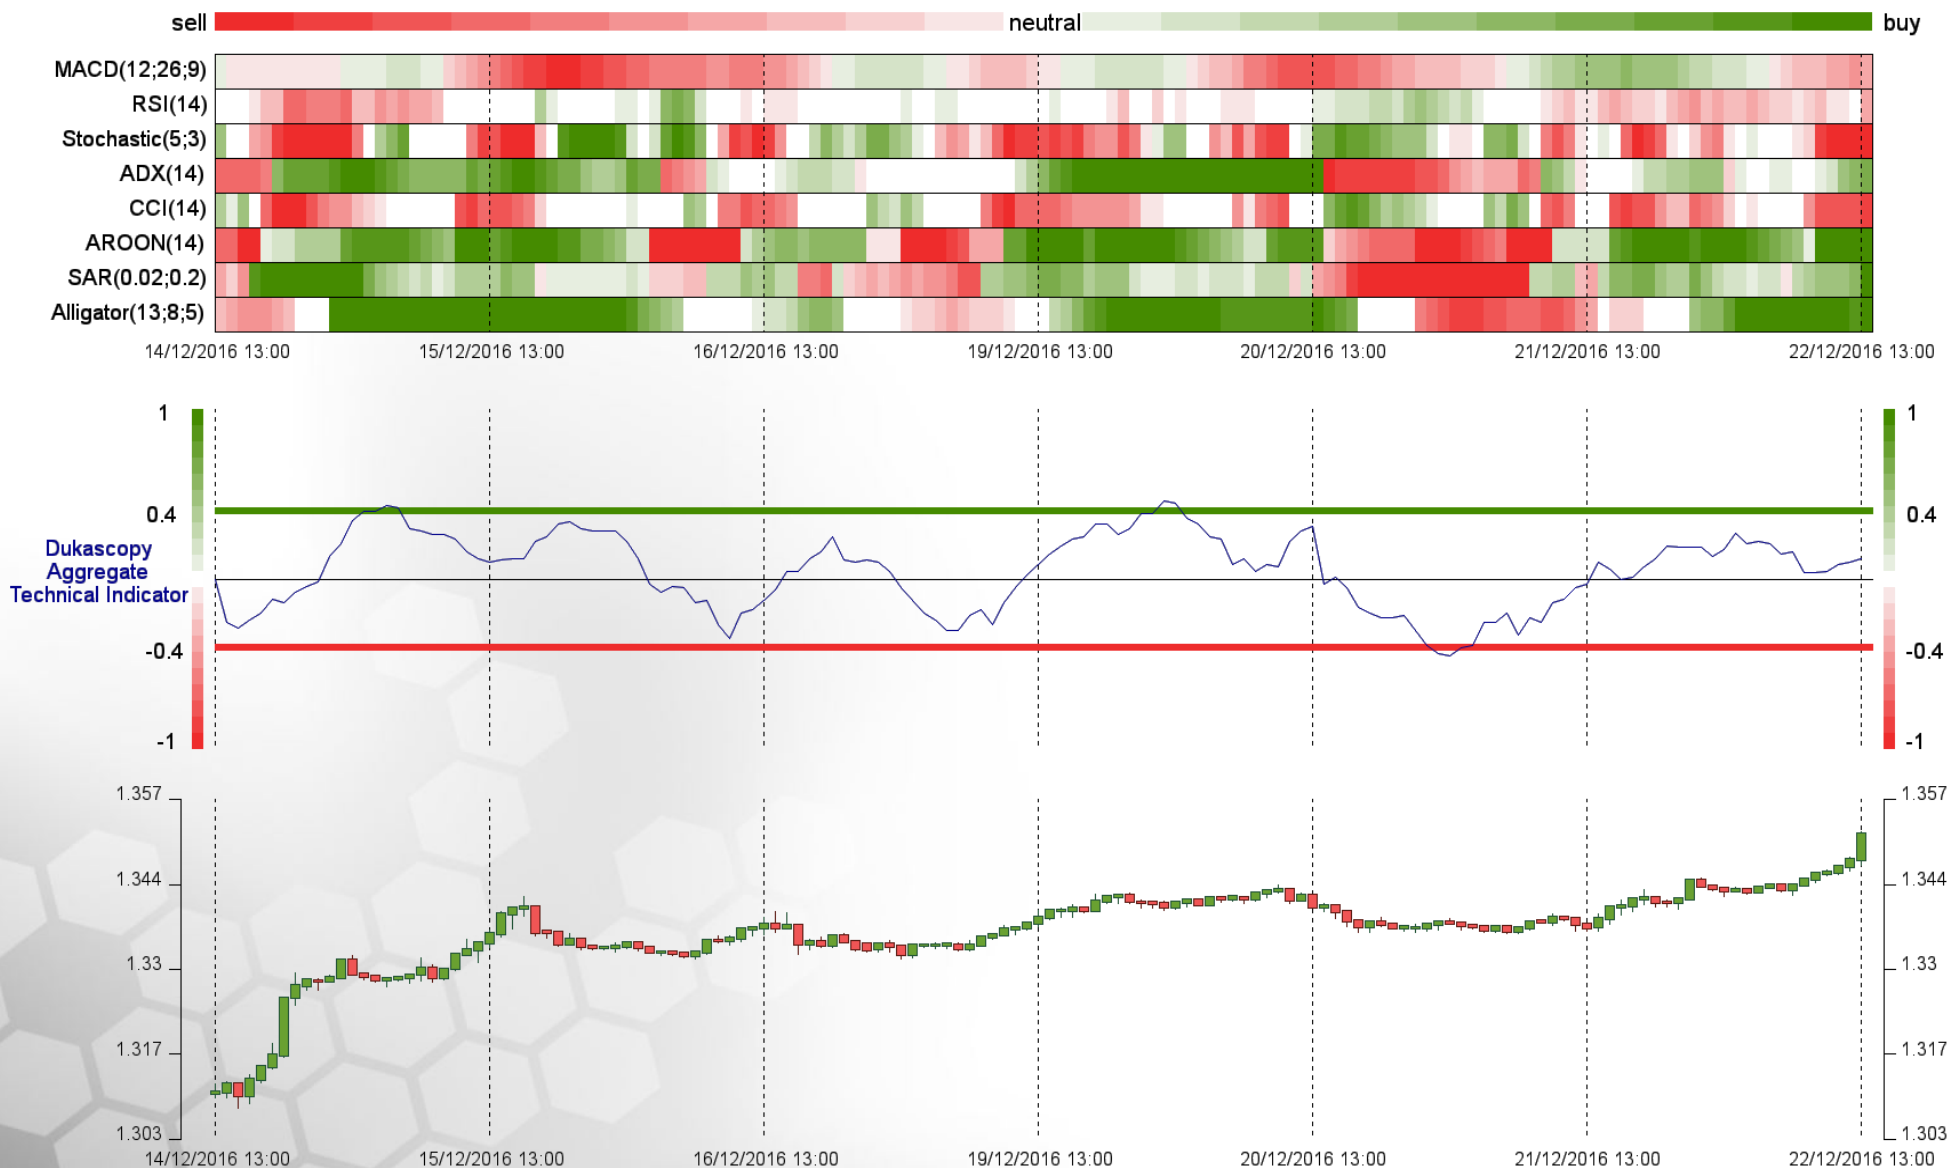 sell neutral buy
MACD(12;26;9)
RSI(14)
Stochastic(5;3)
ADX(14)
CCI(14)
AROON(14)
SAR(0.02;0.2)
Alligator(13;8;5)
14/12/2016 13:00 15/12/2016 13:00 16/12/2016 13:00 19/12/2016 13:00 20/12/2016 13:00 21/12/2016 13:00 22/12/2016 13:00
1 1
0.4 0.4
Dukascopy
Aggregate
Technical Indicator
-0.4 -0.4
-1 -1
1.357 1.357
1.344 1.344
1.33 1.33
1.317 1.317
1.303 1.303
14/12/2016 13:00 15/12/2016 13:00 16/12/2016 13:00 19/12/2016 13:00 20/12/2016 13:00 21/12/2016 13:00 22/12/2016 13:00